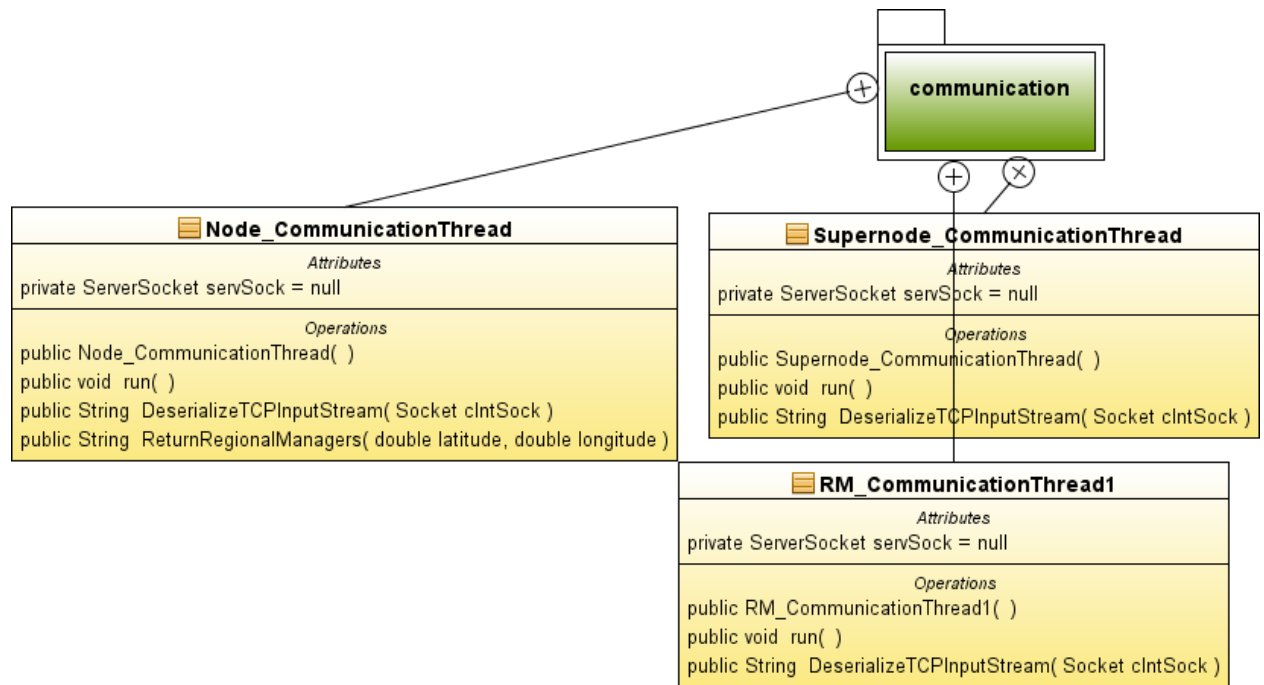 communication
Node_CommunicationThread
Attributes
private ServerSocket servSock = null
Operations
public Node_CommunicationThread( )
public void run( )
public String DeserializeTCPInputStream( Socket clntSock )
public String ReturnRegionalManagers( double latitude, double longitude )
Supernode_CommunicationThread
Attributes
private ServerSocket servSock = null
Operations
public Supernode_CommunicationThread( )
public void run( )
public String DeserializeTCPInputStream( Socket clntSock )
RM_CommunicationThread1
Attributes
private ServerSocket servSock = null
Operations
public RM_CommunicationThread1( )
public void run( )
public String DeserializeTCPInputStream( Socket clntSock )